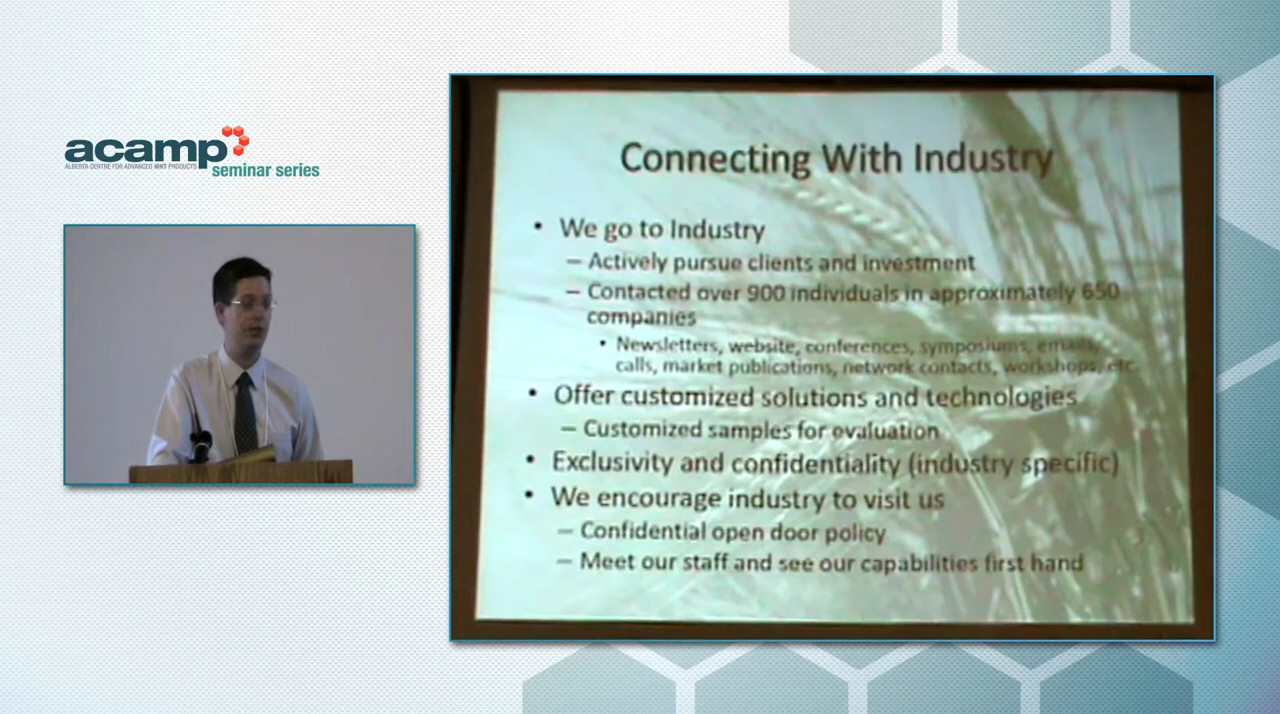 acamp
ALBERTA CENTRE FOR ADVANCED MNT PRODUCTS
seminar series
Connecting With Industry
• We go to Industry
– Actively pursue clients and investment
– Contacted over 900 individuals in approximately 650
companies
• Newsletters, website, conferences, symposiums, emails,
calls, market publications, network contacts, workshops, etc.
• Offer customized solutions and technologies
– Customized samples for evaluation
• Exclusivity and confidentiality (industry specific)
• We encourage industry to visit us
– Confidential open door policy
– Meet our staff and see our capabilities first hand